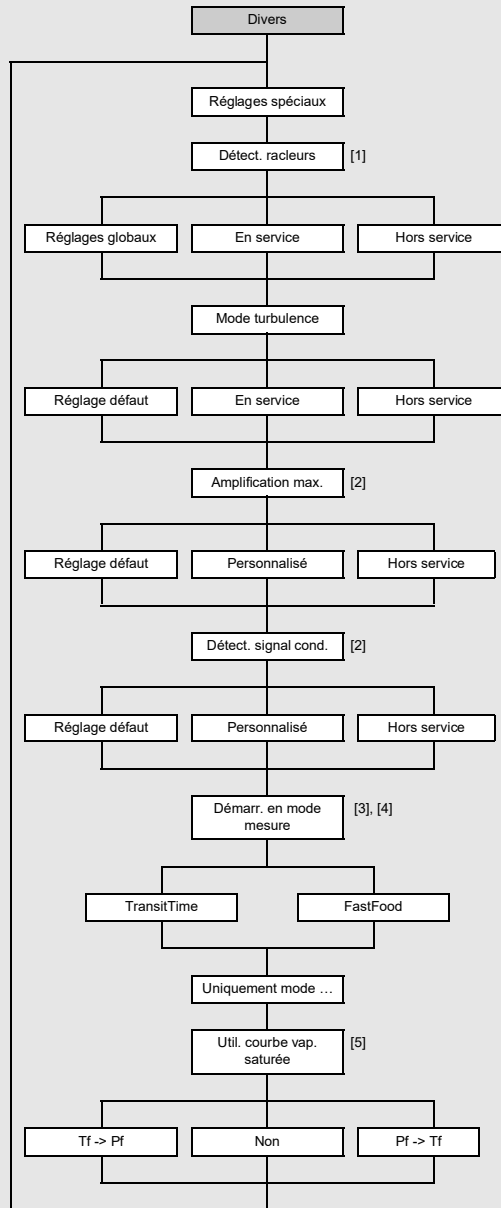 Divers
Réglages spéciaux
Détect. racleurs [1]
Réglages globaux En service Hors service
Mode turbulence
Réglage défaut En service Hors service
Amplification max. [2]
Réglage défaut Personnalisé Hors service
Détect. signal cond. [2]
Réglage défaut Personnalisé Hors service
Démarr. en mode [3], [4]
mesure
TransitTime FastFood
Uniquement mode …
Util. courbe vap. [5]
saturée
Tf -> Pf Non Pf -> Tf